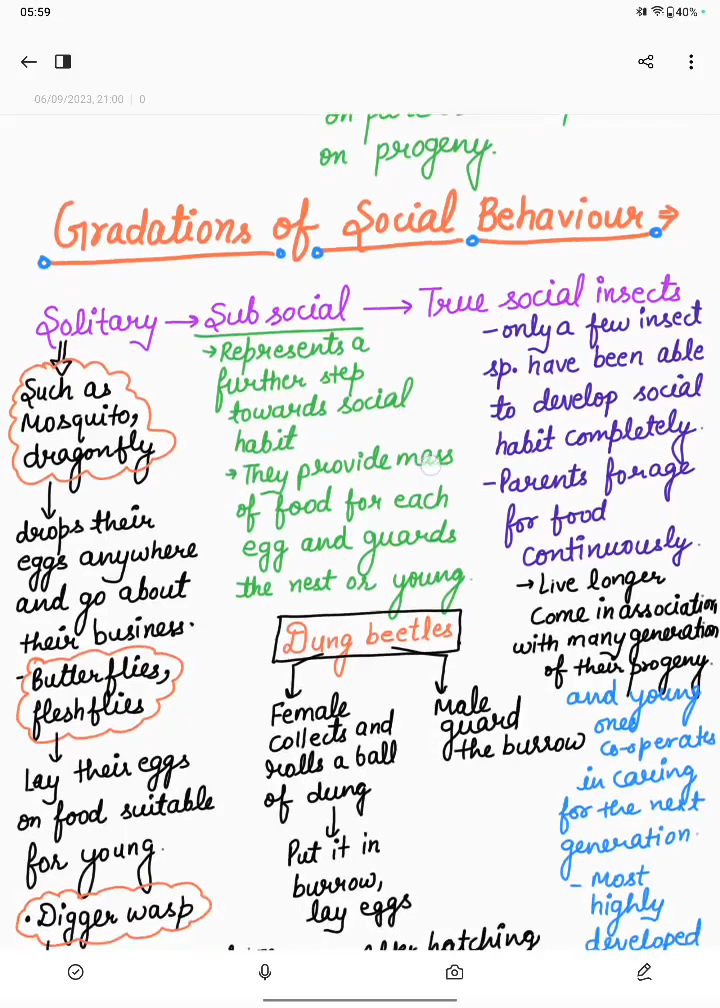 05:59
40%
06/09/2023, 21:00 | 0
on progeny.
Gradations of Social Behaviour ⇒
Solitary → Sub social → True social insects
Such as
Mosquito,
dragonfly
drops their
eggs anywhere
and go about
their business.
- Butterflies,
fleshflies
Lay their eggs
on food suitable
for young.
• Digger wasp
→ Represents a
further step
towards social
habit
→ They provide mass
of food for each
egg and guards
the nest or young.
Dung beetles
Female
collects and
rolls a ball
of dung
Put it in
burrow,
lay eggs
after hatching
Male
guard
the burrow
- only a few insect
sp. have been able
to develop social
habit completely.
- Parents forage
for food
continuously.
→ Live longer
Come in association
with many generation
of their progeny.
and young
ones
co-operates
in caring
for the next
generation.
- Most
highly
developed